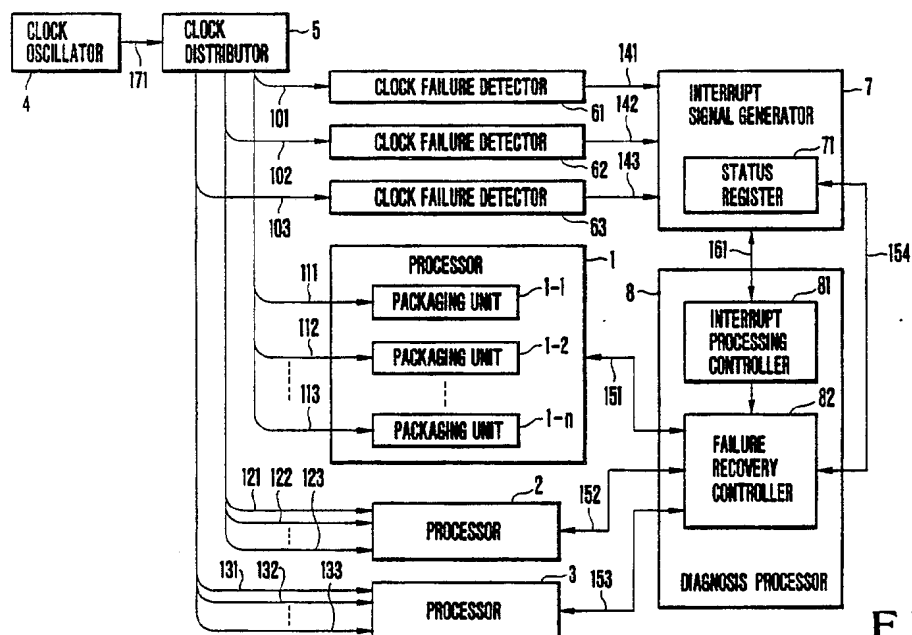 CLOCK
OSCILLATOR
4
171
CLOCK
DISTRIBUTOR
5
101
102
103
CLOCK FAILURE DETECTOR
61
CLOCK FAILURE DETECTOR
62
CLOCK FAILURE DETECTOR
63
141
142
143
INTERRUPT
SIGNAL GENERATOR
7
71
STATUS
REGISTER
161
154
PROCESSOR
1
111
PACKAGING UNIT
1-1
112
PACKAGING UNIT
1-2
113
PACKAGING UNIT
1-n
151
8
81
INTERRUPT
PROCESSING
CONTROLLER
82
FAILURE
RECOVERY
CONTROLLER
DIAGNOSIS PROCESSOR
121
122
123
2
PROCESSOR
152
131
132
133
3
PROCESSOR
153
F